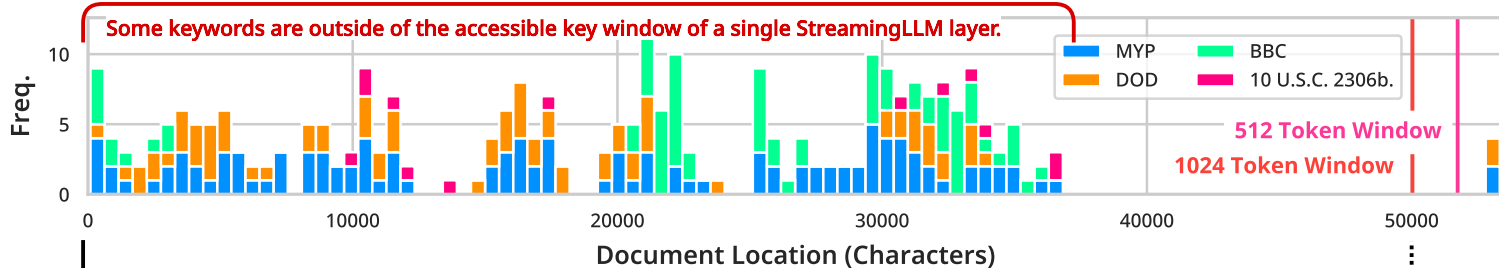 Some keywords are outside of the accessible key window of a single StreamingLLM layer.
10
5
0
Freq.
MYP
DOD
BBC
10 U.S.C. 2306b.
512 Token Window
1024 Token Window
0 10000 20000 30000 40000 50000
Document Location (Characters)